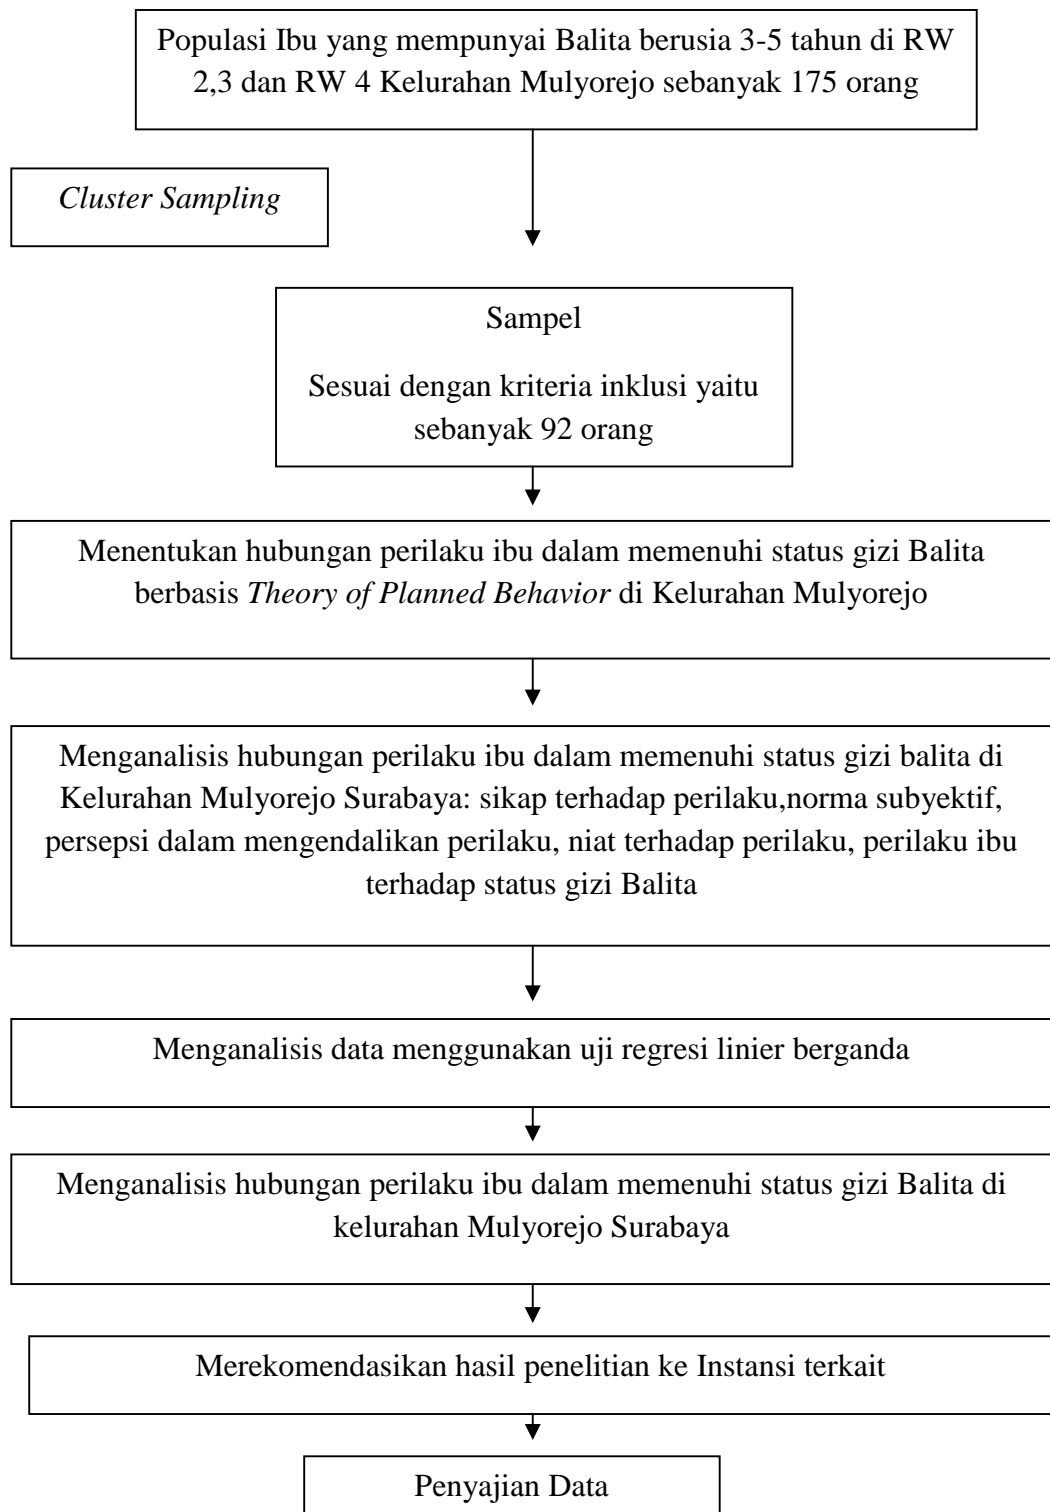 Populasi Ibu yang mempunyai Balita berusia 3-5 tahun di RW
2,3 dan RW 4 Kelurahan Mulyorejo sebanyak 175 orang
Cluster Sampling
Sampel
Sesuai dengan kriteria inklusi yaitu
sebanyak 92 orang
Menentukan hubungan perilaku ibu dalam memenuhi status gizi Balita
berbasis Theory of Planned Behavior di Kelurahan Mulyorejo
Menganalisis hubungan perilaku ibu dalam memenuhi status gizi balita di
Kelurahan Mulyorejo Surabaya: sikap terhadap perilaku,norma subyektif,
persepsi dalam mengendalikan perilaku, niat terhadap perilaku, perilaku ibu
terhadap status gizi Balita
Menganalisis data menggunakan uji regresi linier berganda
Menganalisis hubungan perilaku ibu dalam memenuhi status gizi Balita di
kelurahan Mulyorejo Surabaya
Merekomendasikan hasil penelitian ke Instansi terkait
Penyajian Data